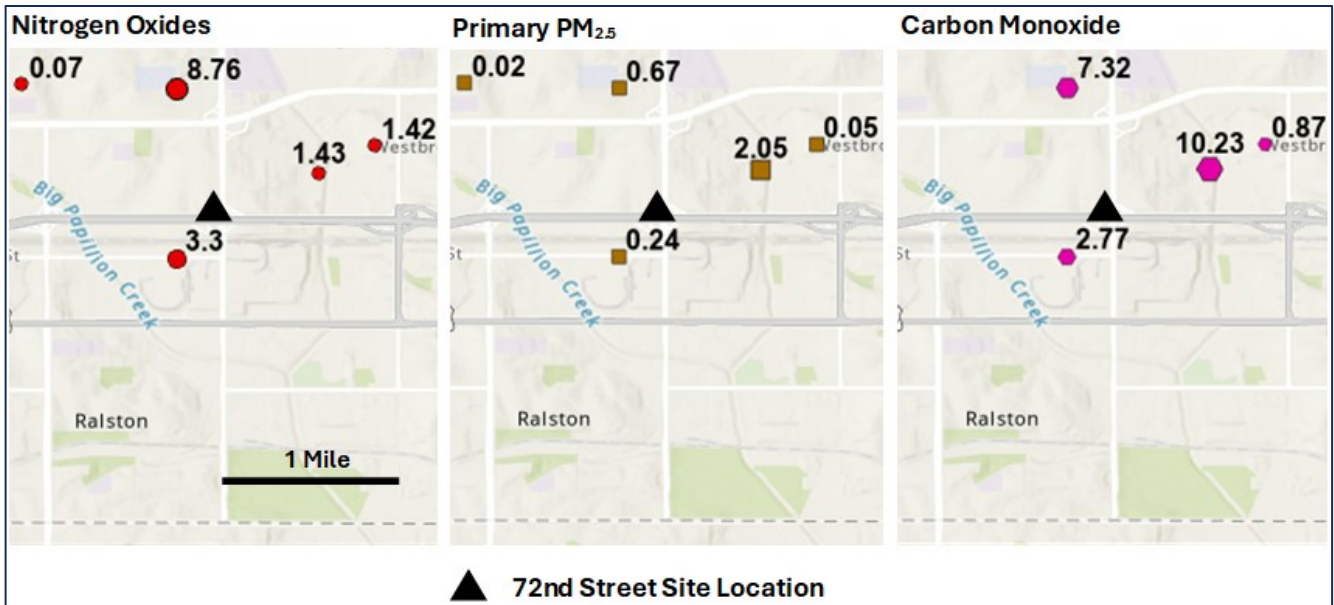 Nitrogen Oxides
0.07
8.76
1.42
Westbr
1.43
Big Papillion Creek
3.3
St
Ralston
1 Mile
Primary PM2.5
0.02
0.67
0.05
Westbr
2.05
Big Papillion Creek
0.24
St
Ralston
Carbon Monoxide
7.32
0.87
10.23
Westbr
Big Papillion Creek
2.77
Ralston
72nd Street Site Location